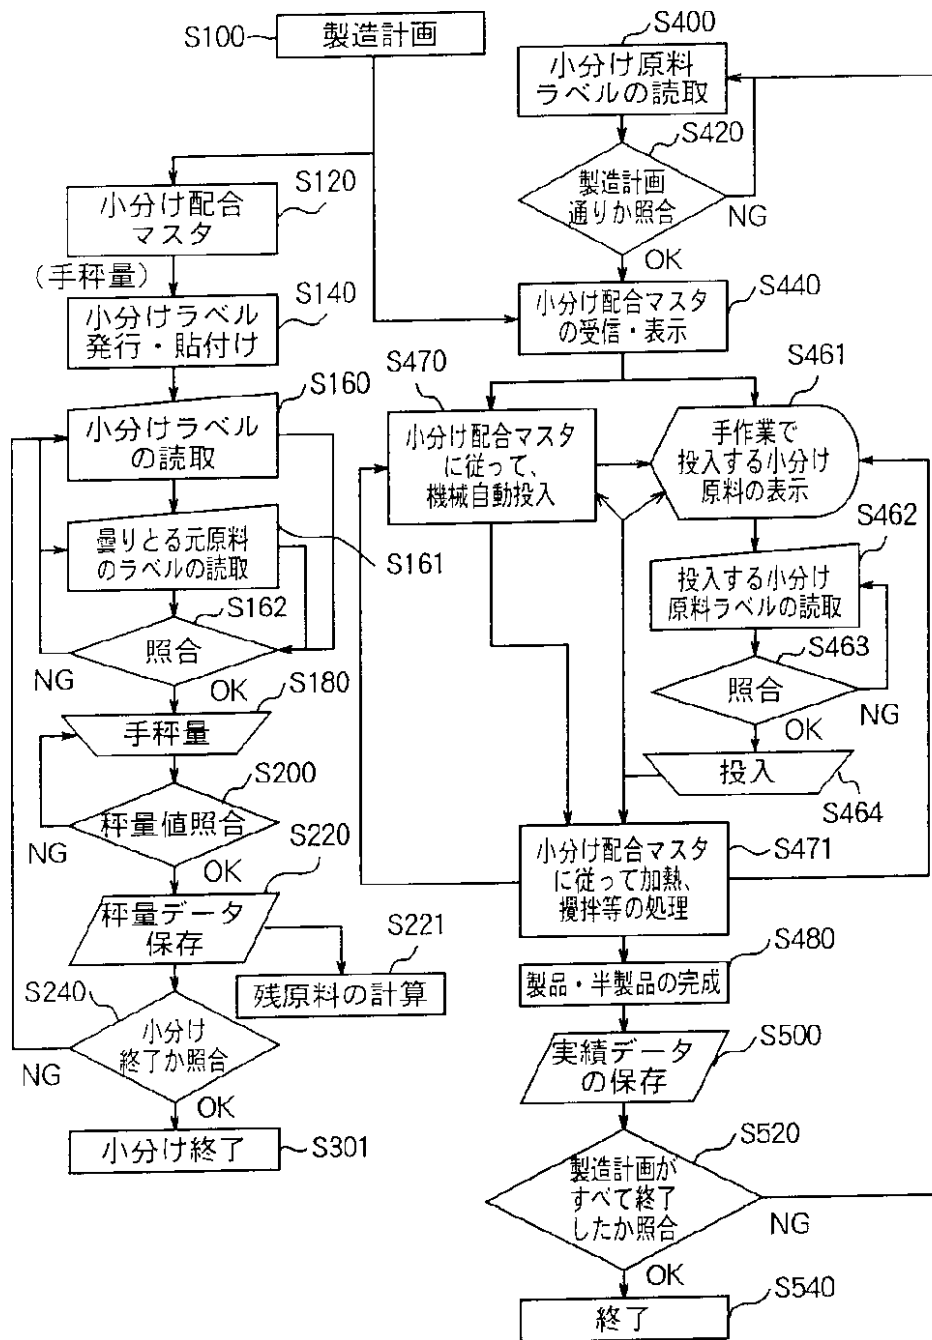 S100
製造計画
S120
小分け配合
マスタ
(手秤量)
S140
小分けラベル
発行・貼付け
S160
小分けラベル
の読取
曇りとる元原料
のラベルの読取
S161
S162
照合
NG
OK
S180
手秤量
S200
秤量値照合
NG
OK
S220
秤量データ
保存
S221
残原料の計算
S240
小分け
終了か照合
NG
OK
小分け終了
S301
S400
小分け原料
ラベルの読取
S420
製造計画
通りか照合
NG
OK
小分け配合マスタ
の受信・表示
S440
S470
小分け配合マスタ
に従って、
機械自動投入
S461
手作業で
投入する小分け
原料の表示
S462
投入する小分け
原料ラベルの読取
S463
照合
NG
OK
投入
S464
小分け配合マスタ
に従って加熱、
攪拌等の処理
S471
S480
製品・半製品の完成
実績データ
の保存
S500
S520
製造計画が
すべて終了
したか照合
NG
OK
終了
S540